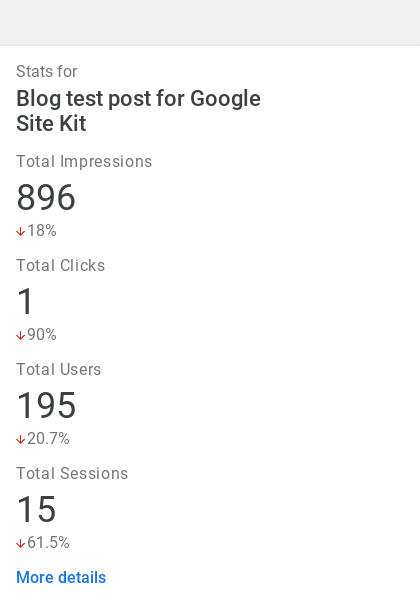 Stats for
Blog test post for Google
Site Kit
Total Impressions
896
↓18%
Total Clicks
1
↓90%
Total Users
195
↓20.7%
Total Sessions
15
↓61.5%
More details